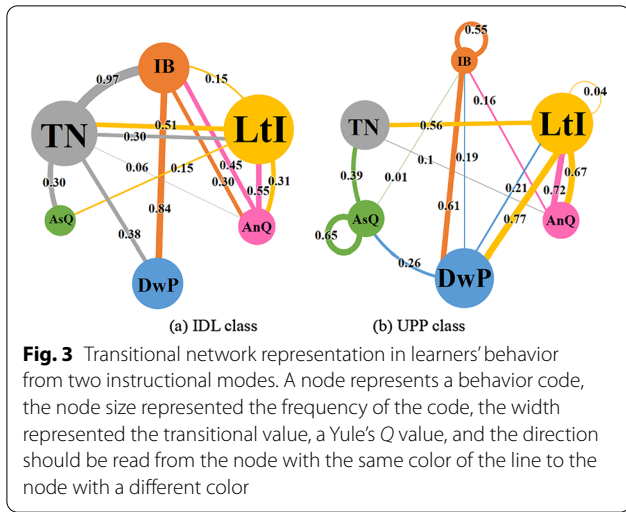 IB
0.97
0.15
TN
0.51
LtI
0.30
0.45
0.06
0.15
0.30
0.55
0.31
0.30
AsQ
0.84
AnQ
0.38
DwP
(a) IDL class
0.55
IB
0.16
0.04
TN
0.56
LtI
0.1
0.19
0.67
0.39
0.01
0.21
0.72
0.61
0.77
AsQ
AnQ
0.65
0.26
DwP
(b) UPP class
Fig. 3 Transitional network representation in learners' behavior
from two instructional modes. A node represents a behavior code,
the node size represented the frequency of the code, the width
represented the transitional value, a Yule's Q value, and the direction
should be read from the node with the same color of the line to the
node with a different color